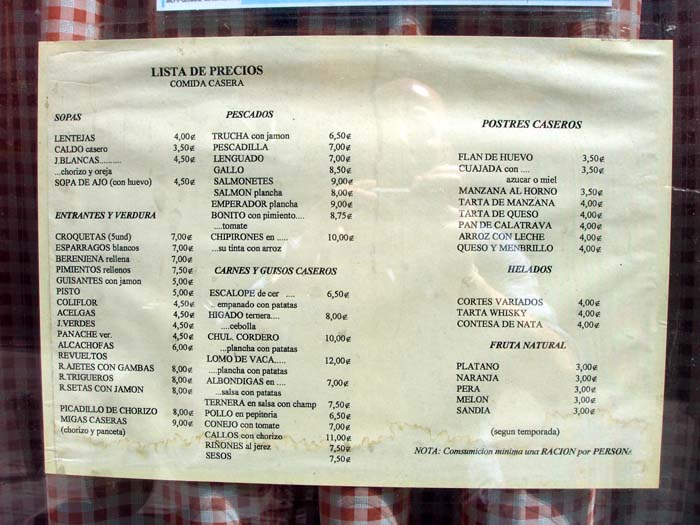 LISTA DE PRECIOS
COMIDA CASERA
SOPAS
LENTEJAS 4,00€
CALDO casero 3,50€
J.BLANCAS.......... 4,50€
...chorizo y oreja
SOPA DE AJO (con huevo) 4,50€
ENTRANTES Y VERDURA
CROQUETAS (5und) 7,00€
ESPARRAGOS blancos 7,00€
BERENJENA rellena 7,00€
PIMIENTOS rellenos 7,50€
GUISANTES con jamon 5,00€
PISTO 5,00€
COLIFLOR 4,50€
ACELGAS 4,50€
J.VERDES 4,50€
PANACHE ver. 4,50€
ALCACHOFAS 6,00€
REVUELTOS
R.AJETES CON GAMBAS 8,00€
R.TRIGUEROS 8,00€
R.SETAS CON JAMON 8,00€
PICADILLO DE CHORIZO 8,00€
MIGAS CASERAS 9,00€
(chorizo y panceta)
PESCADOS
TRUCHA con jamon 6,50€
PESCADILLA 7,00€
LENGUADO 7,00€
GALLO 8,50€
SALMONETES 9,00€
SALMON plancha 8,00€
EMPERADOR plancha 9,00€
BONITO con pimiento.... 8,75€
....tomate
CHIPIRONES en ..... 10,00€
...su tinta con arroz
CARNES Y GUISOS CASEROS
ESCALOPE de cer .... 6,50€
.. empanado con patatas
HIGADO ternera.... 8,00€
....cebolla
CHUL. CORDERO 10,00€
...plancha con patatas
LOMO DE VACA..... 12,00€
....plancha con patatas
ALBONDIGAS en .... 7,00€
...salsa con patatas
TERNERA en salsa con champ 7,50€
POLLO en pepitoria 6,50€
CONEJO con tomate 7,00€
CALLOS con chorizo 11,00€
RIÑONES al jerez 7,50€
SESOS 7,50€
POSTRES CASEROS
FLAN DE HUEVO 3,50€
CUAJADA con .... 3,50€
azucar o miel
MANZANA AL HORNO 3,50€
TARTA DE MANZANA 4,00€
TARTA DE QUESO 4,00€
PAN DE CALATRAVA 4,00€
ARROZ CON LECHE 4,00€
QUESO Y MENBRILLO 4,00€
HELADOS
CORTES VARIADOS 4,00€
TARTA WHISKY 4,00€
CONTESA DE NATA 4,00€
FRUTA NATURAL
PLATANO 3,00€
NARANJA 3,00€
PERA 3,00€
MELON 3,00€
SANDIA 3,00€
(segun temporada)
NOTA: Comsumicion minima una RACION por PERSONA